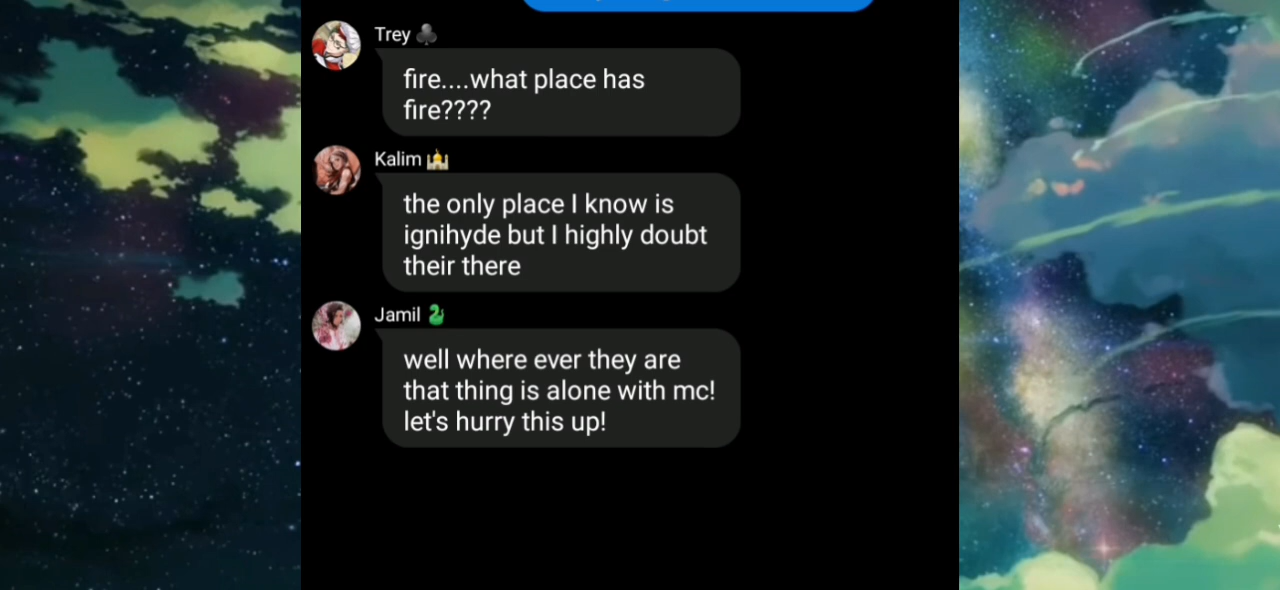 Trey ♣️
fire....what place has
fire????
Kalim 🕌
the only place I know is
ignihyde but I highly doubt
their there
Jamil 🐍
well where ever they are
that thing is alone with mc!
let's hurry this up!